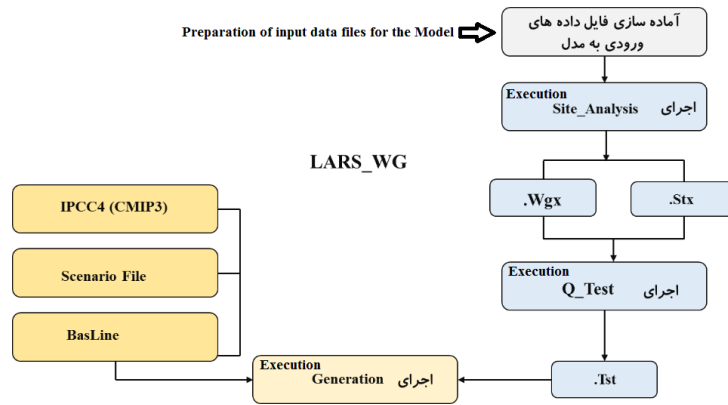 Preparation of input data files for the Model
آماده سازی فایل داده های
ورودی به مدل
Execution
اجرای Site_Analysis
LARS_WG
.Wgx
.Stx
IPCC4 (CMIP3)
Scenario File
BasLine
Execution
اجرای Q_Test
Execution
اجرای Generation
.Tst